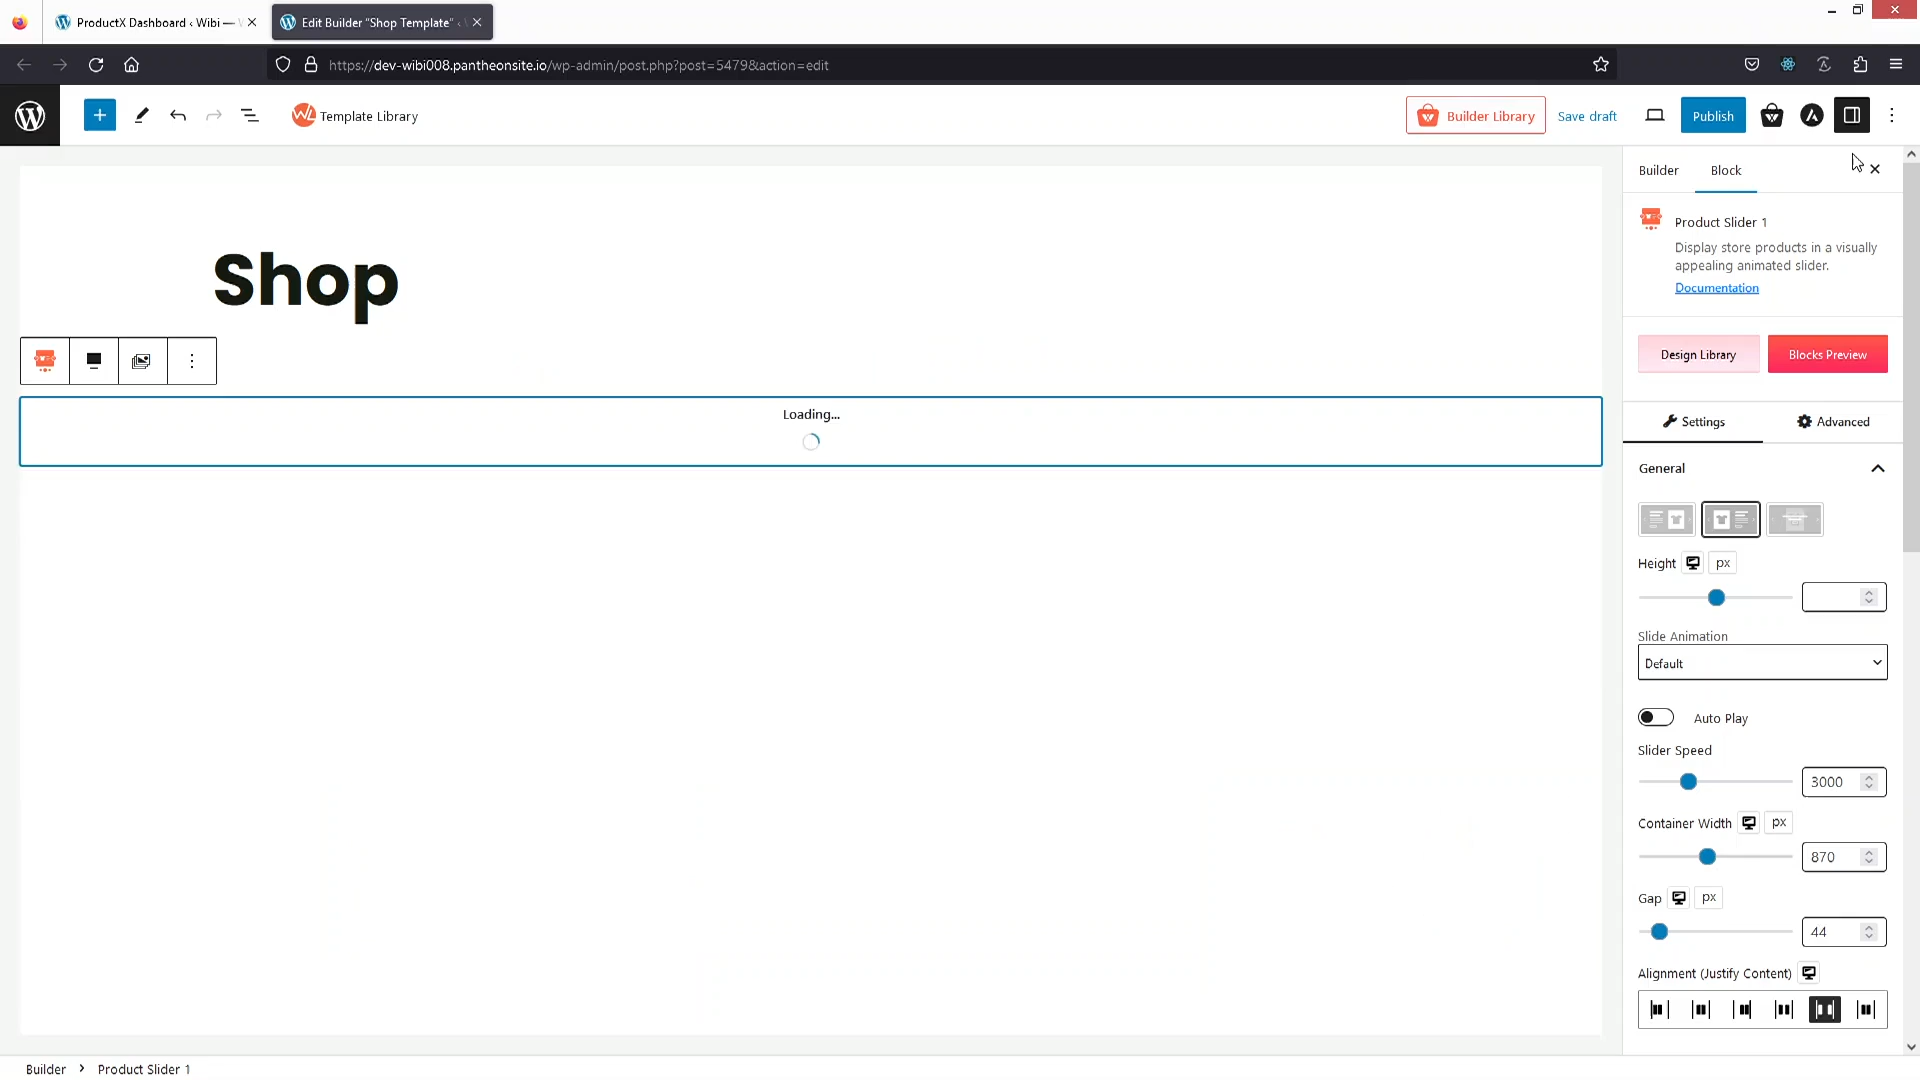 ProductX Dashboard ‹ Wibi —
Edit Builder “Shop Template” ‹
https://dev-wibi008.pantheonsite.io/wp-admin/post.php?post=5479&action=edit
Template Library
Builder Library
Save draft
Publish
Builder
Block
Product Slider 1
Display store products in a visually
appealing animated slider.
Documentation
Shop
Design Library
Blocks Preview
Loading...
Settings
Advanced
General
Height
px
Slide Animation
Default
Auto Play
Slider Speed
3000
Container Width
px
870
Gap
px
44
Alignment (Justify Content)
Builder
Product Slider 1